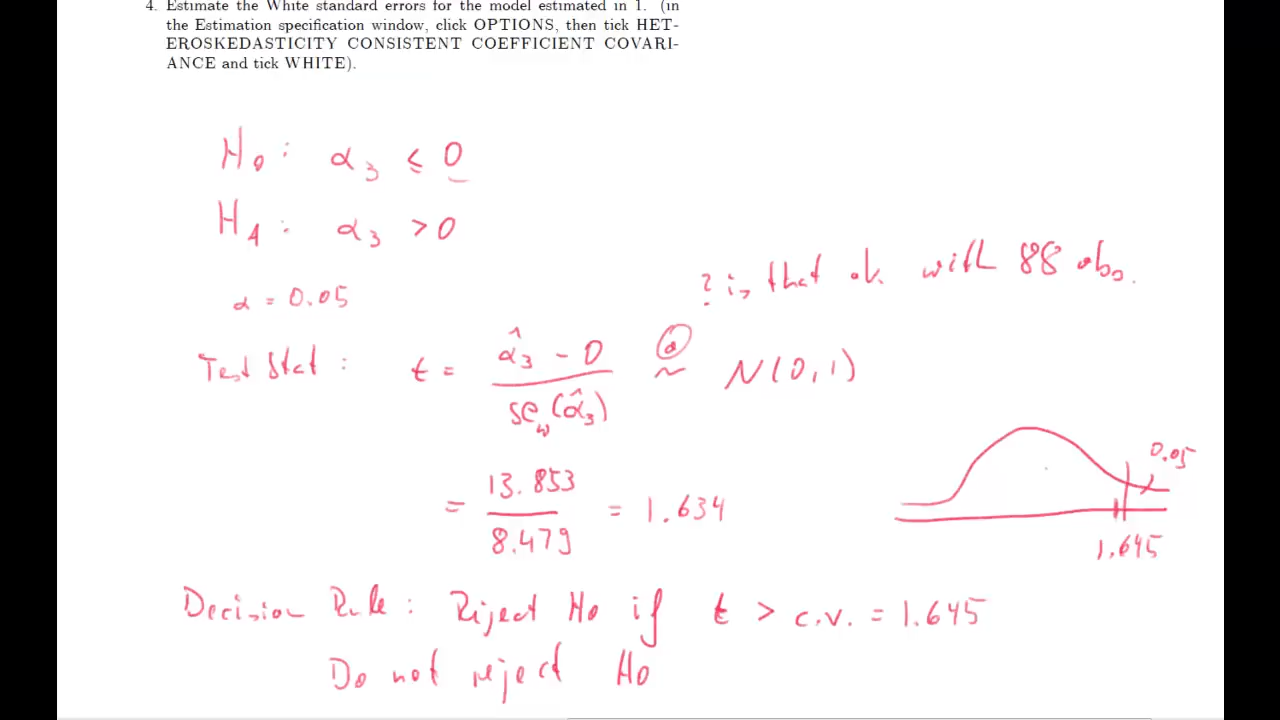 4. Estimate the White standard errors for the model estimated in 1. (in
the Estimation specification window, click OPTIONS, then tick HET-
EROSKEDASTICITY CONSISTENT COEFFICIENT COVARI-
ANCE and tick WHITE).
H₀ : α₃ ≤ 0
H_A : α₃ > 0
α = 0.05
? is that ok with 88 obs.
Test Stat : t = (α̂₃ - 0) / se_w(α̂₃) ~ᵃ N(0,1)
= 13.853 / 8.479 = 1.634
0.05
1.645
Decision Rule : Reject H₀ if t > c.v. = 1.645
Do not reject H₀